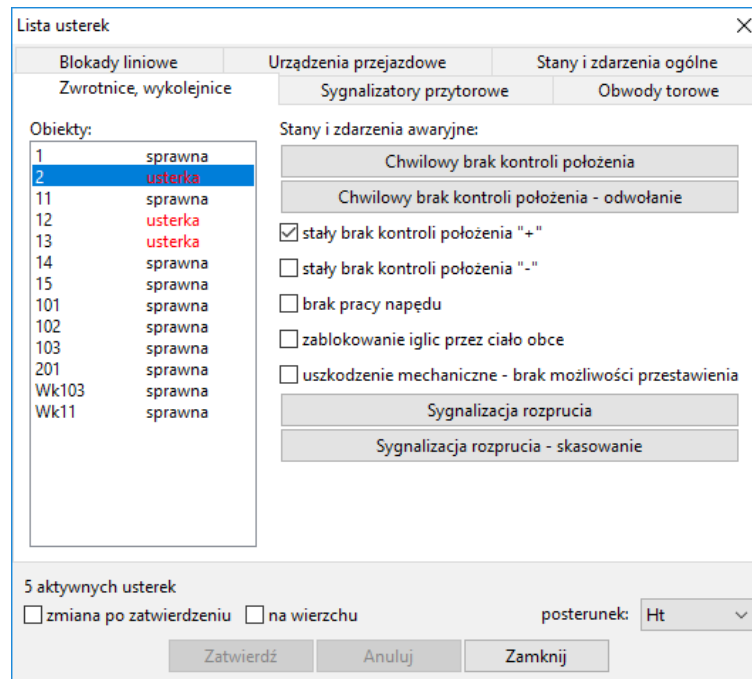 Lista usterek
Blokady liniowe Urządzenia przejazdowe Stany i zdarzenia ogólne
Zwrotnice, wykolejnice Sygnalizatory przytorowe Obwody torowe
Obiekty:
1 sprawna
2 usterka
11 sprawna
12 usterka
13 usterka
14 sprawna
15 sprawna
101 sprawna
102 sprawna
103 sprawna
201 sprawna
Wk103 sprawna
Wk11 sprawna
Stany i zdarzenia awaryjne:
Chwilowy brak kontroli położenia
Chwilowy brak kontroli położenia - odwołanie
stały brak kontroli położenia "+"
stały brak kontroli położenia "-"
brak pracy napędu
zablokowanie iglic przez ciało obce
uszkodzenie mechaniczne - brak możliwości przestawienia
Sygnalizacja rozprucia
Sygnalizacja rozprucia - skasowanie
5 aktywnych usterek
zmiana po zatwierdzeniu na wierzchu posterunek: Ht
Zatwierdź Anuluj Zamknij